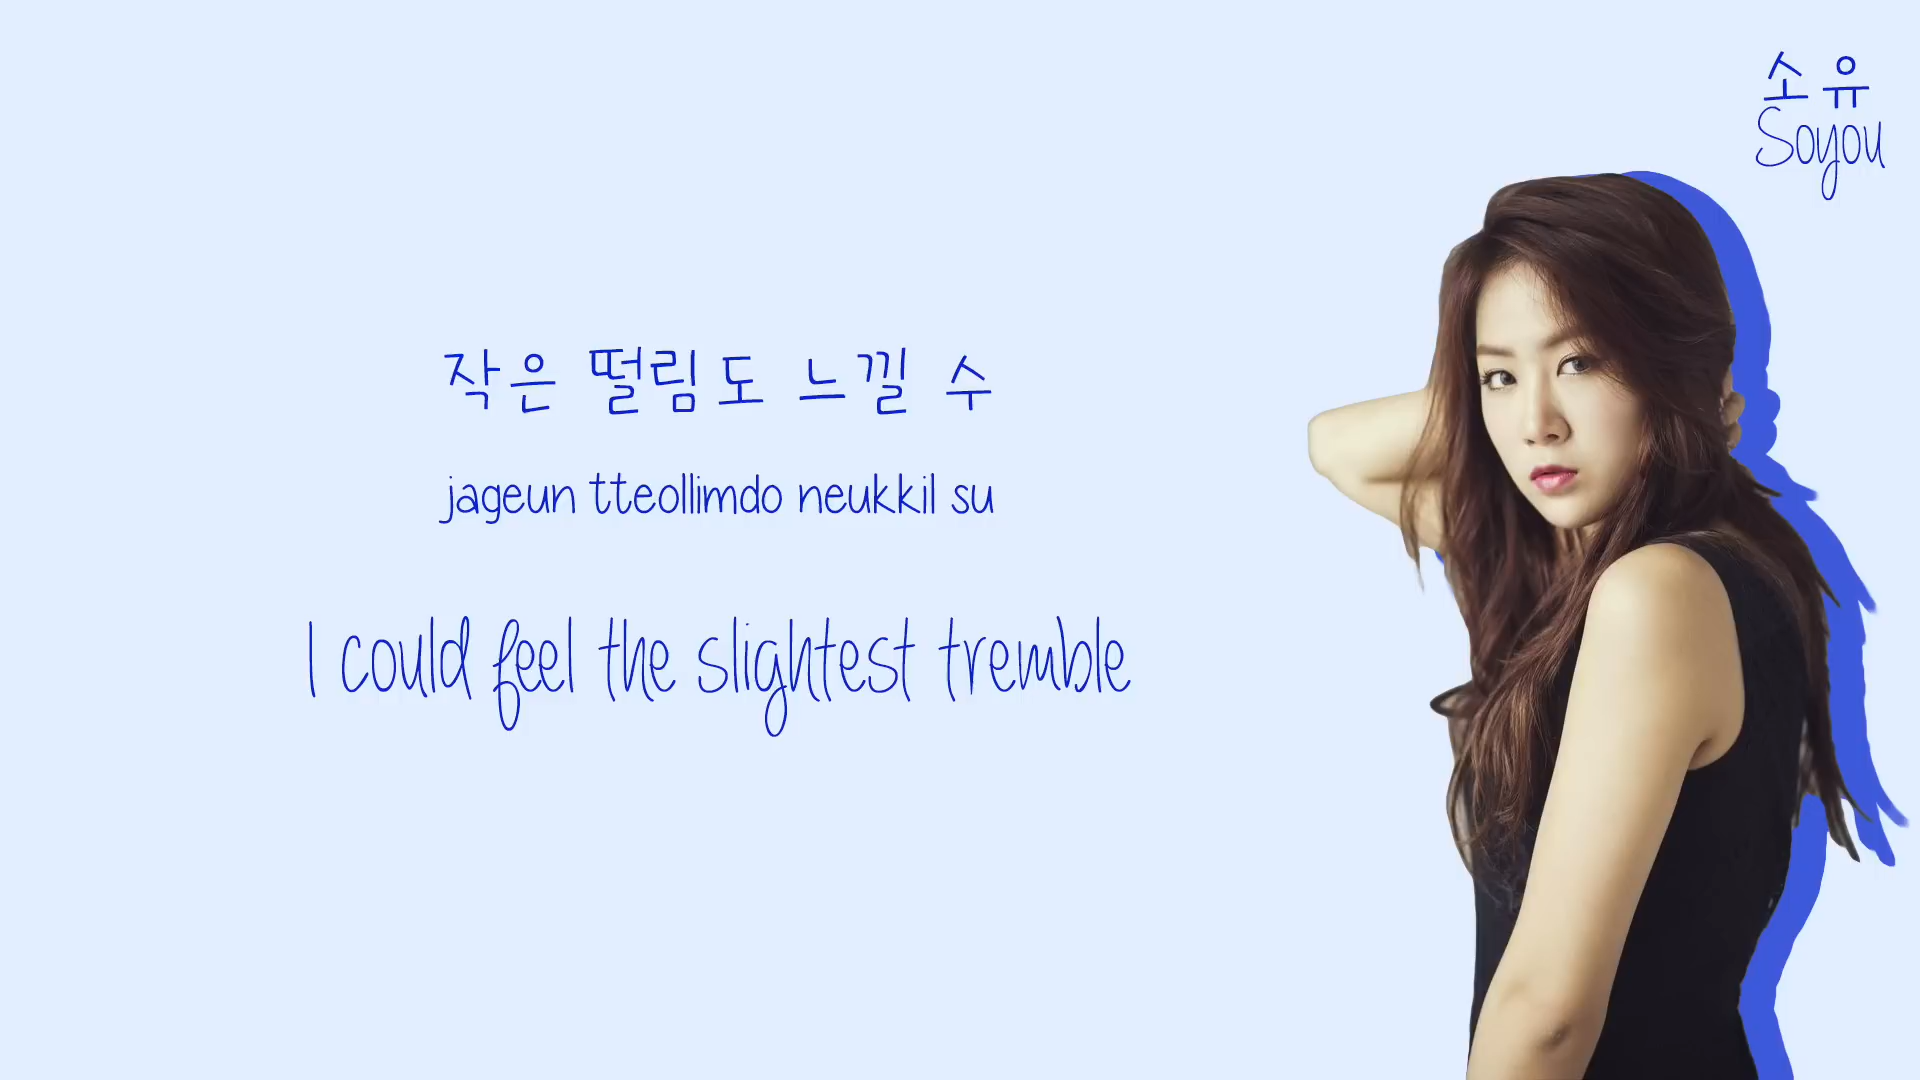 소유
Soyou
작은 떨림도 느낄 수
jageun tteollimdo neukkil su
I could feel the slightest tremble